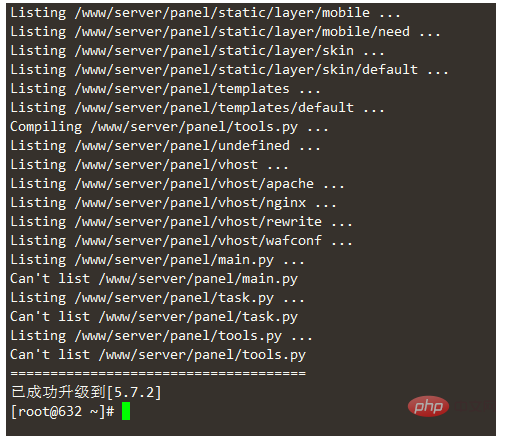 Listing /www/server/panel/static/layer/mobile ...
Listing /www/server/panel/static/layer/mobile/need ...
Listing /www/server/panel/static/layer/skin ...
Listing /www/server/panel/static/layer/skin/default ...
Listing /www/server/panel/templates ...
Listing /www/server/panel/templates/default ...
Compiling /www/server/panel/tools.py ...
Listing /www/server/panel/undefined ...
Listing /www/server/panel/vhost ...
Listing /www/server/panel/vhost/apache ...
Listing /www/server/panel/vhost/nginx ...
Listing /www/server/panel/vhost/rewrite ...
Listing /www/server/panel/vhost/wafconf ...
Listing /www/server/panel/main.py ...
Can't list /www/server/panel/main.py
Listing /www/server/panel/task.py ...
Can't list /www/server/panel/task.py
Listing /www/server/panel/tools.py ...
Can't list /www/server/panel/tools.py
=====================================
已成功升级到[5.7.2]
[root@632 ~]#
php